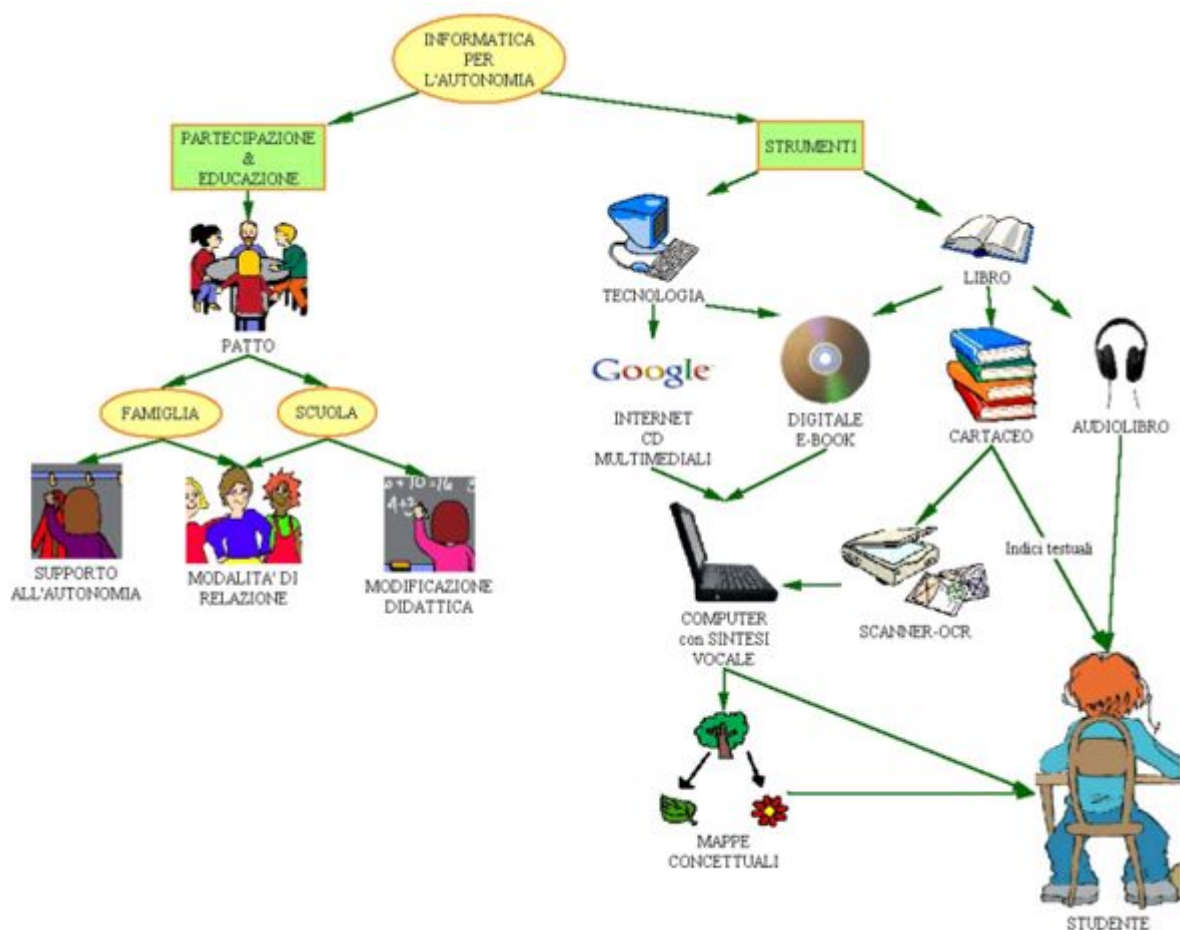 INFORMATICA
PER
L'AUTONOMIA
PARTECIPAZIONE
&
EDUCAZIONE
STRUMENTI
TECNOLOGIA
LIBRO
PATTO
FAMIGLIA
SCUOLA
Google
INTERNET
CD
MULTIMEDIALI
DIGITALE
E-BOOK
CARTACEO
AUDIOLIBRO
SUPPORTO
ALL'AUTONOMIA
MODALITA' DI
RELAZIONE
MODIFICAZIONE
DIDATTICA
Indici testuali
COMPUTER
con SINTESI
VOCALE
SCANNER-OCR
MAPPE
CONCETTUALI
STUDENTE